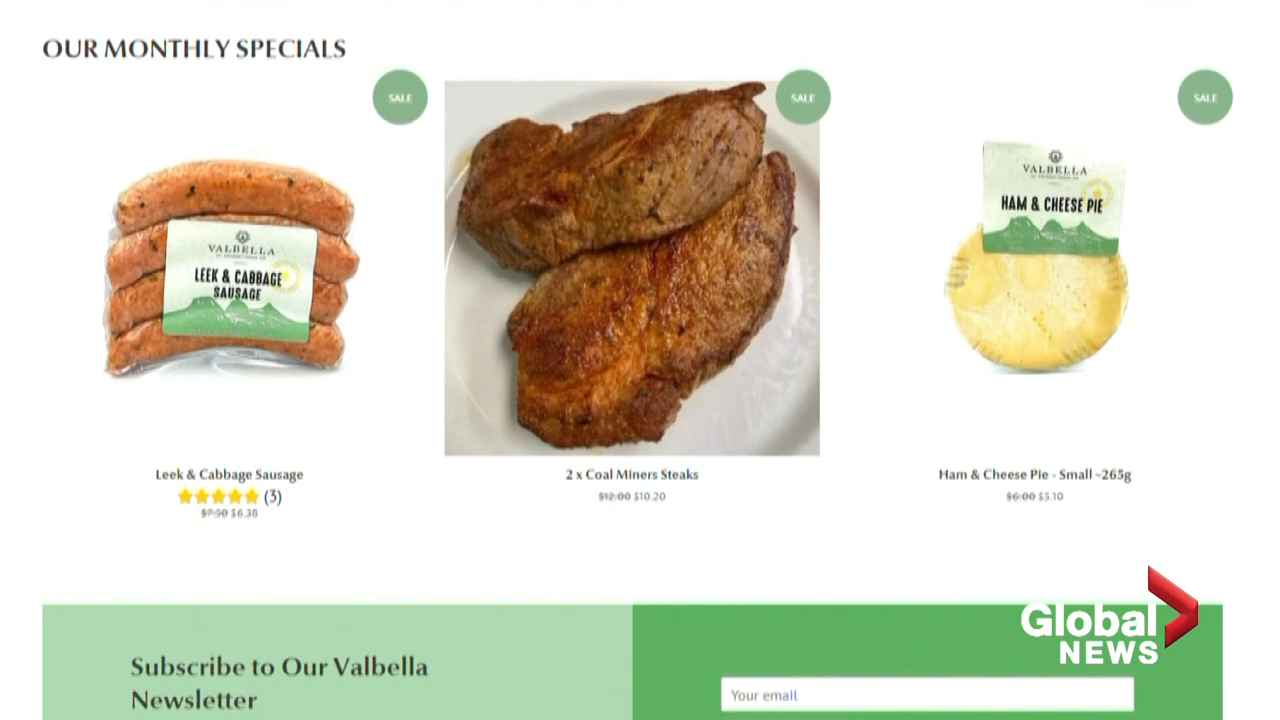 OUR MONTHLY SPECIALS
SALE
SALE
SALE
VALBELLA
LEEK & CABBAGE
SAUSAGE
VALBELLA
HAM & CHEESE PIE
Leek & Cabbage Sausage
(3)
$7.50 $6.38
2 x Coal Miners Steaks
$12.00 $10.20
Ham & Cheese Pie - Small ~265g
$6.00 $5.10
Subscribe to Our Valbella
Newsletter
Your email
Global
NEWS